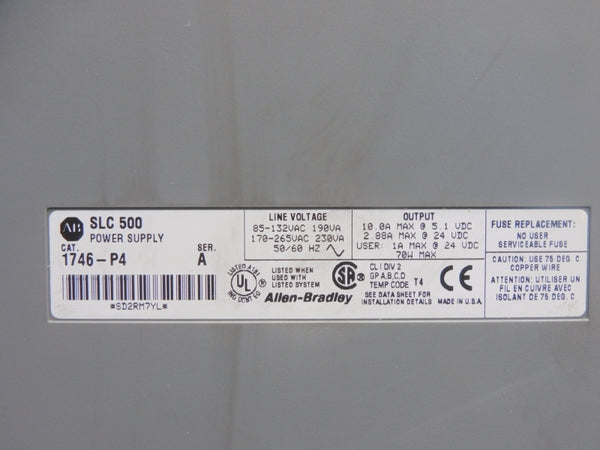 AB SLC 500
POWER SUPPLY
CAT. SER.
1746-P4 A
*SD2RM7YL*
LINE VOLTAGE
85-132VAC 190VA
170-265VAC 230VA
50/60 HZ
OUTPUT
10.0A MAX @ 5.1 VDC
2.88A MAX @ 24 VDC
USER: 1A MAX @ 24 VDC
70W MAX
LISTED
UL
LISTED WHEN
USED WITH
LISTED SYSTEM
Allen-Bradley
SA
CL I DIV 2
GP A,B,C,D
TEMP CODE T4
CE
SEE DATA SHEET FOR
INSTALLATION DETAILS
MADE IN U.S.A.
FUSE REPLACEMENT:
NO USER
SERVICEABLE FUSE
CAUTION: USE 75 DEG. C
COPPER WIRE
ATTENTION: UTILISER UN
FIL EN CUIVRE AVEC
ISOLANT DE 75 DEG. C